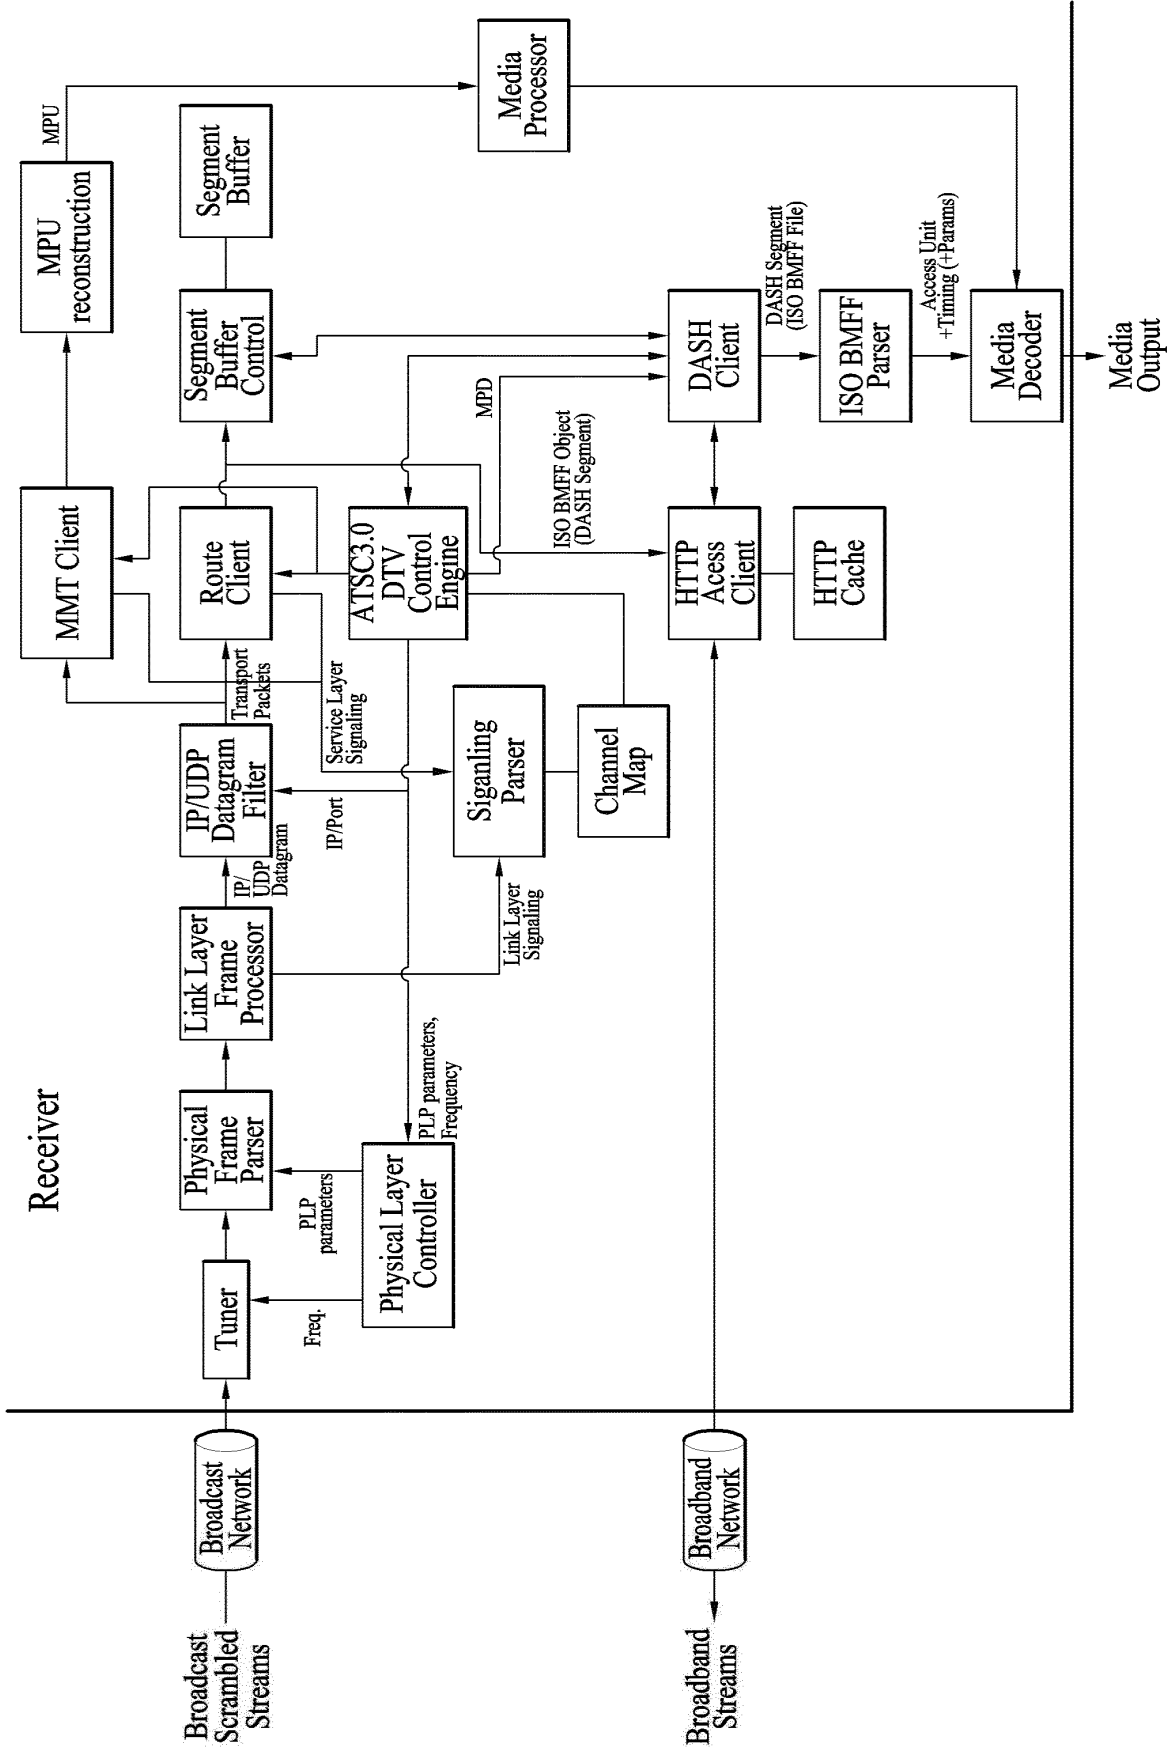 Receiver
MMT Client
MPU
reconstruction
MPU
Broadcast
Scrambled
Streams
Broadcast
Network
Tuner
Physical
Frame
Parser
Link Layer
Frame
Processor
IP/
UDP
Datagram
IP/UDP
Datagram
Filter
Transport
Packets
Route
Client
Segment
Buffer
Control
Segment
Buffer
Freq.
PLP
parameters
IP/Port
Service Layer
Signaling
Physical Layer
Controller
PLP parameters,
Frequency
ATSC3.0
DTV
Control
Engine
MPD
Media
Processor
Link Layer
Signaling
Siganling
Parser
ISO BMFF Object
(DASH Segment)
Channel
Map
Broadband
Streams
Broadband
Network
HTTP
Acess
Client
DASH
Client
DASH Segment
(ISO BMFF File)
HTTP
Cache
ISO BMFF
Parser
Access Unit
+Timing (+Params)
Media
Decoder
Media
Output